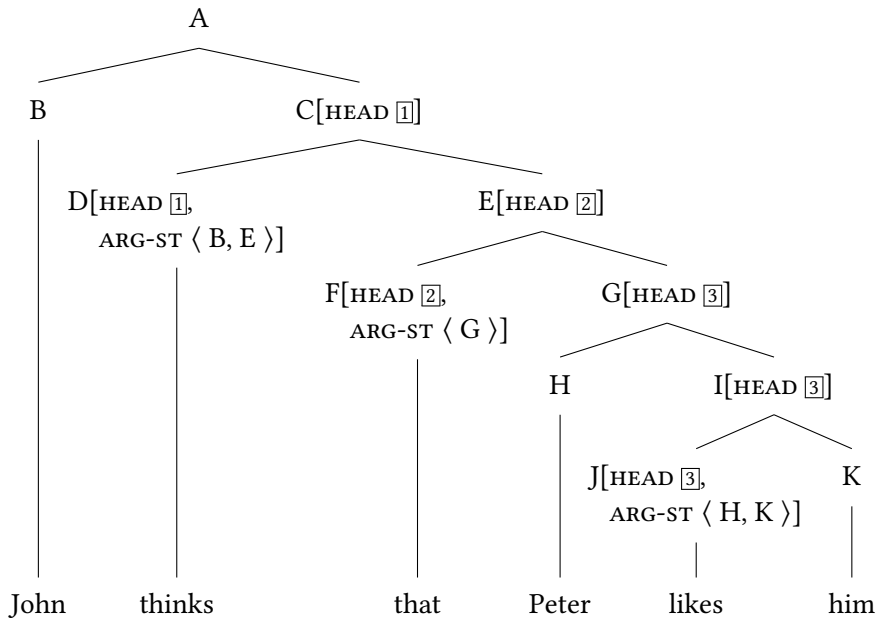 A
B C[HEAD 1]
D[HEAD 1, E[HEAD 2]
ARG-ST ⟨ B, E ⟩]
F[HEAD 2, G[HEAD 3]
ARG-ST ⟨ G ⟩]
H I[HEAD 3]
J[HEAD 3, K
ARG-ST ⟨ H, K ⟩]
John thinks that Peter likes him